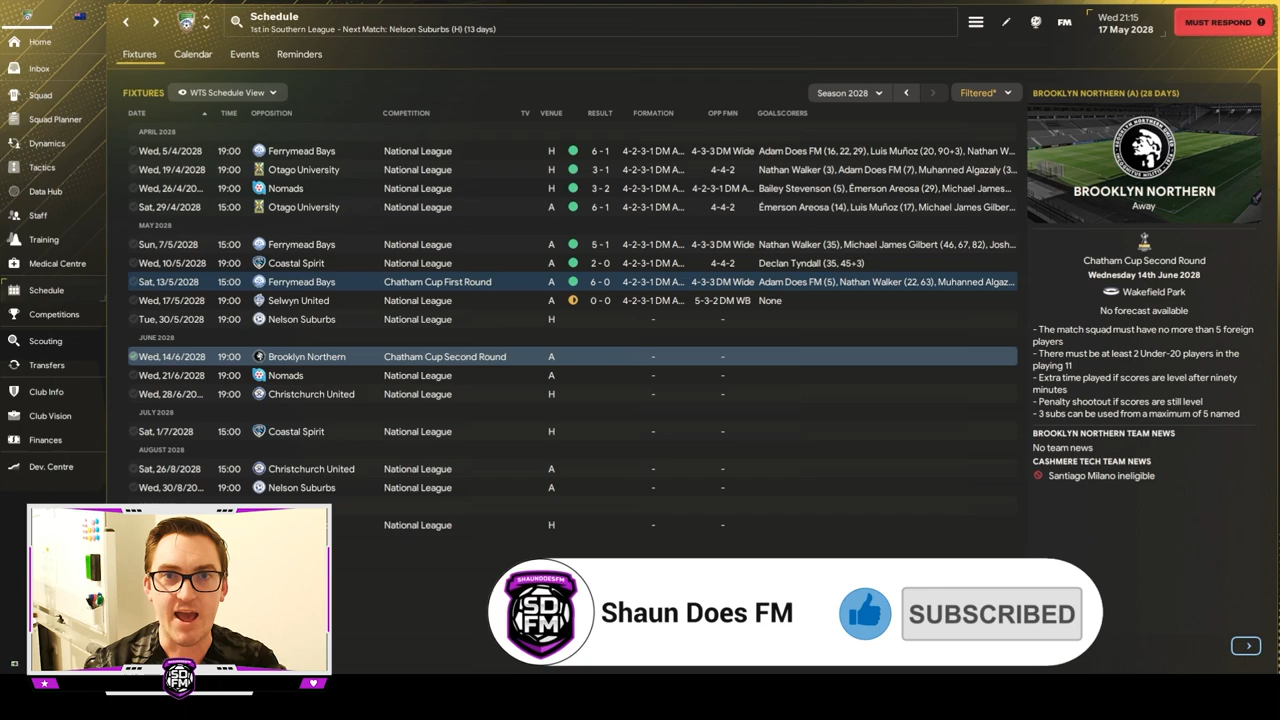 Schedule
1st in Southern League - Next Match: Nelson Suburbs (H) (13 days)
FM
Wed 21:15
17 May 2028
MUST RESPOND
Home
Inbox
Squad
Squad Planner
Dynamics
Tactics
Data Hub
Staff
Training
Medical Centre
Schedule
Competitions
Scouting
Transfers
Club Info
Club Vision
Finances
Dev. Centre
Fixtures Calendar Events Reminders
FIXTURES WTS Schedule View Season 2028 Filtered*
DATE TIME OPPOSITION COMPETITION TV VENUE RESULT FORMATION OPP FMN GOALSCORERS
APRIL 2028
Wed, 5/4/2028 19:00 Ferrymead Bays National League H 6 - 1 4-2-3-1 DM A... 4-3-3 DM Wide Adam Does FM (16, 22, 29), Luis Muñoz (20, 90+3), Nathan W...
Wed, 19/4/2028 19:00 Otago University National League H 3 - 1 4-2-3-1 DM A... 4-4-2 Nathan Walker (3), Adam Does FM (7), Muhanned Algazaly (3...
Wed, 26/4/20... 19:00 Nomads National League H 3 - 2 4-2-3-1 DM A... 4-2-3-1 DM A... Bailey Stevenson (5), Émerson Areosa (29), Michael James...
Sat, 29/4/2028 15:00 Otago University National League A 6 - 1 4-2-3-1 DM A... 4-4-2 Émerson Areosa (14), Luis Muñoz (17), Michael James Gilber...
MAY 2028
Sun, 7/5/2028 15:00 Ferrymead Bays National League A 5 - 1 4-2-3-1 DM A... 4-3-3 DM Wide Nathan Walker (35), Michael James Gilbert (46, 67, 82), Josh...
Wed, 10/5/2028 19:00 Coastal Spirit National League A 2 - 0 4-2-3-1 DM A... 4-4-2 Declan Tyndall (35, 45+3)
Sat, 13/5/2028 15:00 Ferrymead Bays Chatham Cup First Round A 6 - 0 4-2-3-1 DM A... 4-3-3 DM Wide Adam Does FM (5), Nathan Walker (22, 63), Muhanned Algaz...
Wed, 17/5/2028 19:00 Selwyn United National League A 0 - 0 4-2-3-1 DM A... 5-3-2 DM WB None
Tue, 30/5/2028 19:00 Nelson Suburbs National League H - -
JUNE 2028
Wed, 14/6/2028 19:00 Brooklyn Northern Chatham Cup Second Round A - -
Wed, 21/6/2028 19:00 Nomads National League A - -
Wed, 28/6/20... 19:00 Christchurch United National League H - -
JULY 2028
Sat, 1/7/2028 15:00 Coastal Spirit National League H - -
AUGUST 2028
Sat, 26/8/2028 15:00 Christchurch United National League A - -
Wed, 30/8/20... 19:00 Nelson Suburbs National League A - -
National League H - -
BROOKLYN NORTHERN (A) (28 DAYS)
BROOKLYN NORTHERN
Away
Chatham Cup Second Round
Wednesday 14th June 2028
Wakefield Park
No forecast available
- The match squad must have no more than 5 foreign
players
- There must be at least 2 Under-20 players in the
playing 11
- Extra time played if scores are level after ninety
minutes
- Penalty shootout if scores are still level
- 3 subs can be used from a maximum of 5 named
BROOKLYN NORTHERN TEAM NEWS
No team news
CASHMERE TECH TEAM NEWS
Santiago Milano ineligible
SHAUNDOESFM
SD
FM
Shaun Does FM
SUBSCRIBED
SD
FM